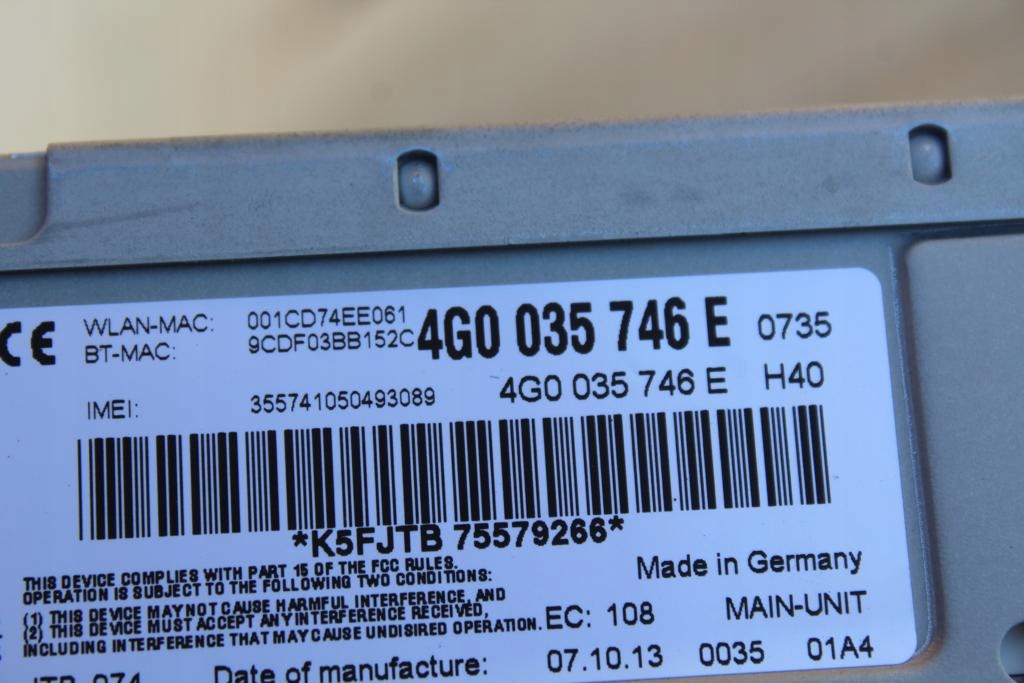 CE WLAN-MAC: 001CD74EE061 4G0 035 746 E 0735
BT-MAC: 9CDF03BB152C
IMEI: 355741050493089 4G0 035 746 E H40
*K5FJTB 75579266*
THIS DEVICE COMPLIES WITH PART 15 OF THE FCC RULES.
OPERATION IS SUBJECT TO THE FOLLOWING TWO CONDITIONS:
Made in Germany
(1) THIS DEVICE MAY NOT CAUSE HARMFUL INTERFERENCE, AND
(2) THIS DEVICE MUST ACCEPT ANY INTERFERENCE RECEIVED,
INCLUDING INTERFERENCE THAT MAY CAUSE UNDISIRED OPERATION.
EC: 108 MAIN-UNIT
Date of manufacture: 07.10.13 0035 01A4